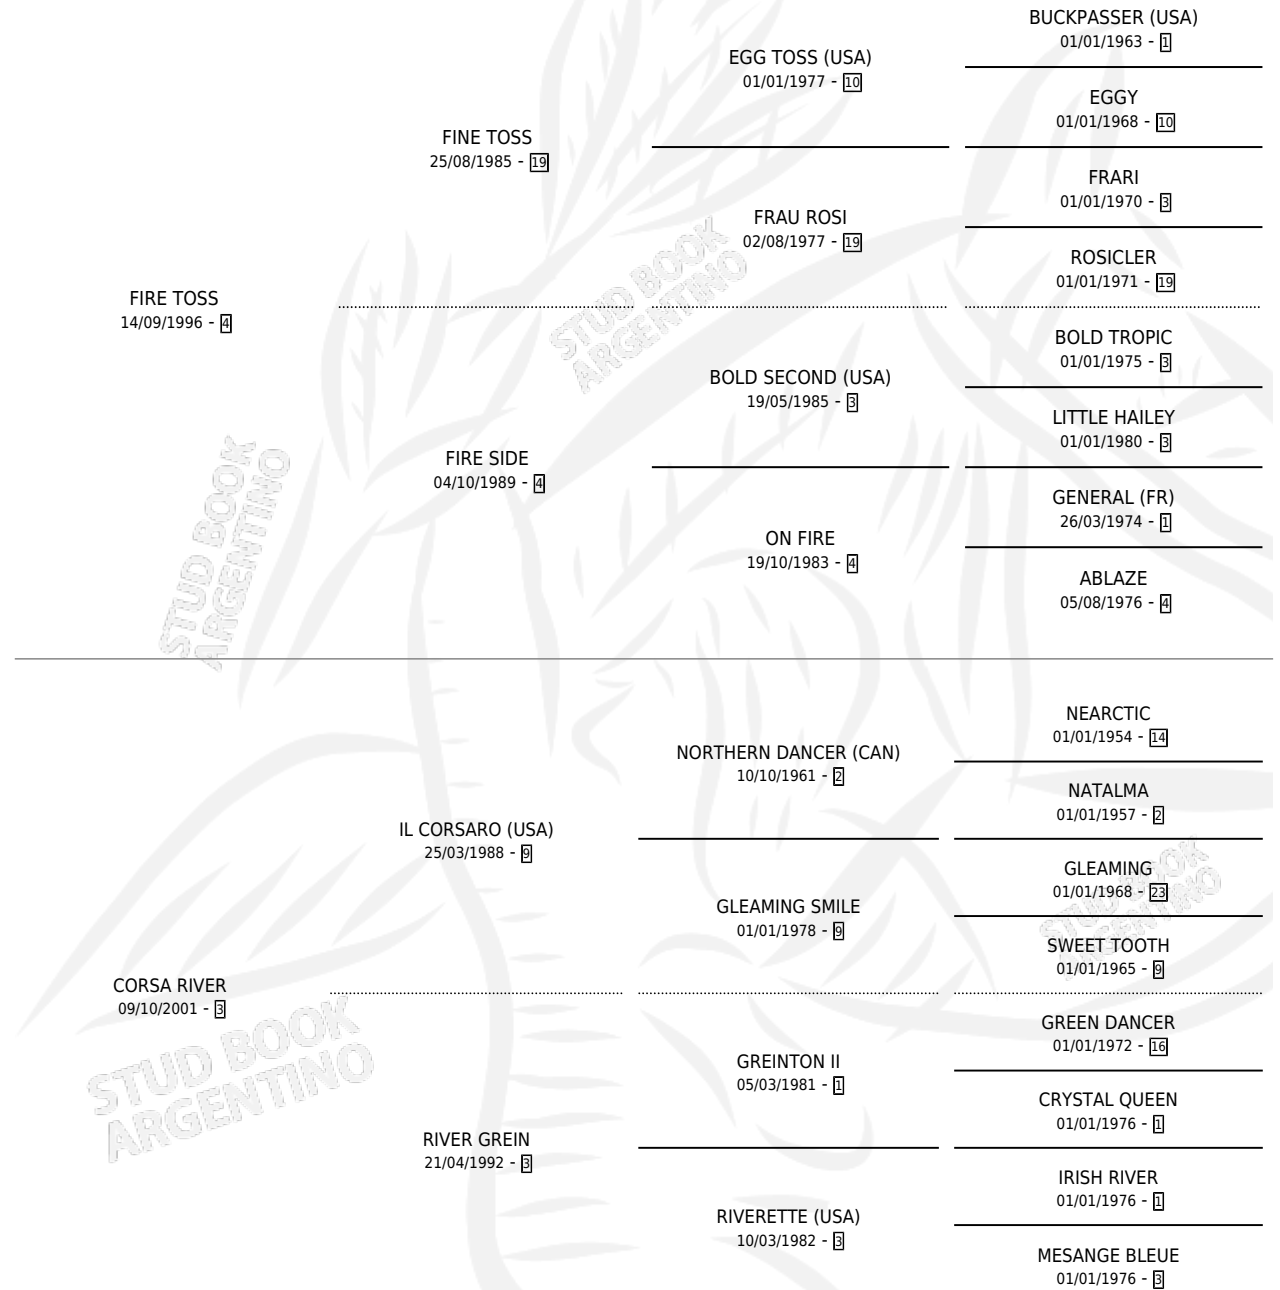 BUCKPASSER (USA)
01/01/1963 - 1
EGG TOSS (USA)
01/01/1977 - 10
EGGY
01/01/1968 - 10
FINE TOSS
25/08/1985 - 19
FRARI
01/01/1970 - 3
FRAU ROSI
02/08/1977 - 19
ROSICLER
01/01/1971 - 19
FIRE TOSS
14/09/1996 - 4
BOLD TROPIC
01/01/1975 - 3
BOLD SECOND (USA)
19/05/1985 - 3
LITTLE HAILEY
01/01/1980 - 3
FIRE SIDE
04/10/1989 - 4
GENERAL (FR)
26/03/1974 - 1
ON FIRE
19/10/1983 - 4
ABLAZE
05/08/1976 - 4
NEARCTIC
01/01/1954 - 14
NORTHERN DANCER (CAN)
10/10/1961 - 2
NATALMA
01/01/1957 - 2
IL CORSARO (USA)
25/03/1988 - 9
GLEAMING
01/01/1968 - 23
GLEAMING SMILE
01/01/1978 - 9
SWEET TOOTH
01/01/1965 - 9
CORSA RIVER
09/10/2001 - 3
GREEN DANCER
01/01/1972 - 16
GREINTON II
05/03/1981 - 1
CRYSTAL QUEEN
01/01/1976 - 1
RIVER GREIN
21/04/1992 - 3
IRISH RIVER
01/01/1976 - 1
RIVERETTE (USA)
10/03/1982 - 3
MESANGE BLEUE
01/01/1976 - 3
STUD BOOK
ARGENTINO
STUD BOOK
ARGENTINO
STUD BOOK
ARGENTINO
STUD BOOK
ARGENTINO